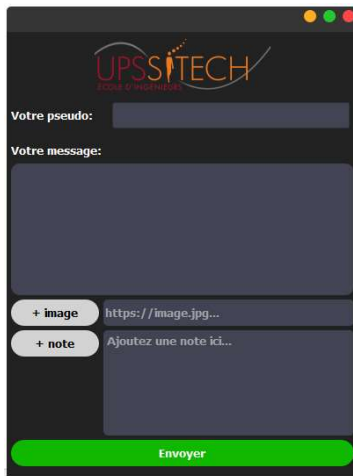 UPSSITECH
ÉCOLE D'INGÉNIEURS
Votre pseudo:
Votre message:
+ image https://image.jpg...
+ note Ajoutez une note ici...
Envoyer